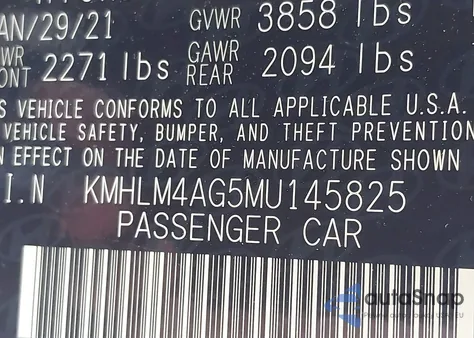 AN/29/21 GVWR 3858 lbs
WR GAWR
ONT 2271 lbs REAR 2094 lbs
S VEHICLE CONFORMS TO ALL APPLICABLE U.S.A.
VEHICLE SAFETY, BUMPER, AND THEFT PREVENTION
N EFFECT ON THE DATE OF MANUFACTURE SHOWN
I.N KMHLM4AG5MU145825
PASSENGER CAR
autoSnap